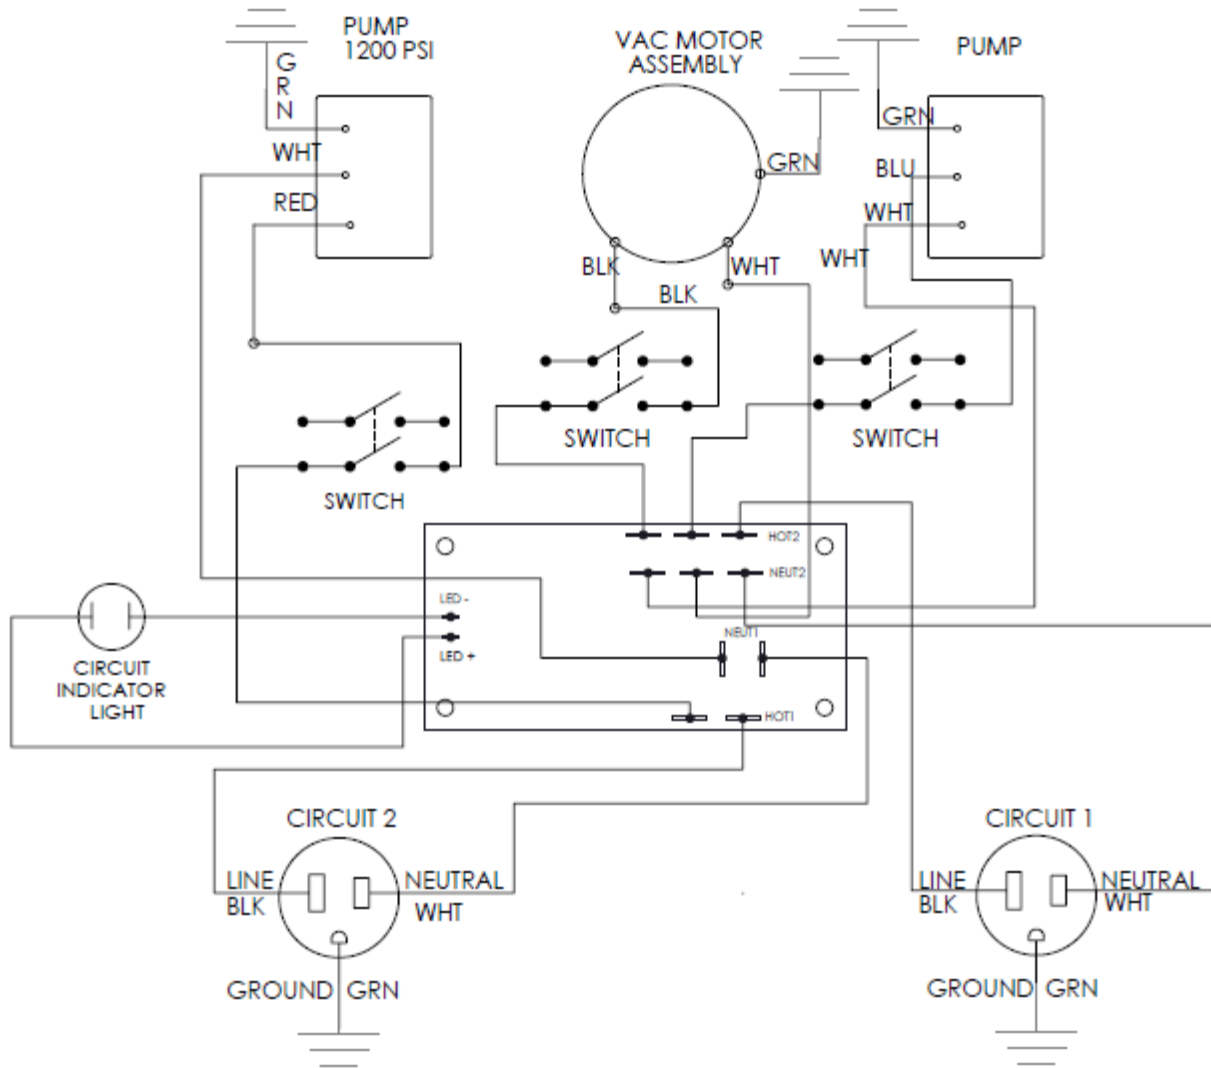 PUMP
1200 PSI
VAC MOTOR
ASSEMBLY
PUMP
GRN
WHT
RED
GRN
BLK
WHT
BLK
GRN
BLU
WHT
WHT
SWITCH
SWITCH
SWITCH
HOT2
NEUT2
LED -
LED +
NEUT1
HOT1
CIRCUIT
INDICATOR
LIGHT
CIRCUIT 2
LINE
BLK
NEUTRAL
WHT
GROUND
GRN
CIRCUIT 1
LINE
BLK
NEUTRAL
WHT
GROUND
GRN